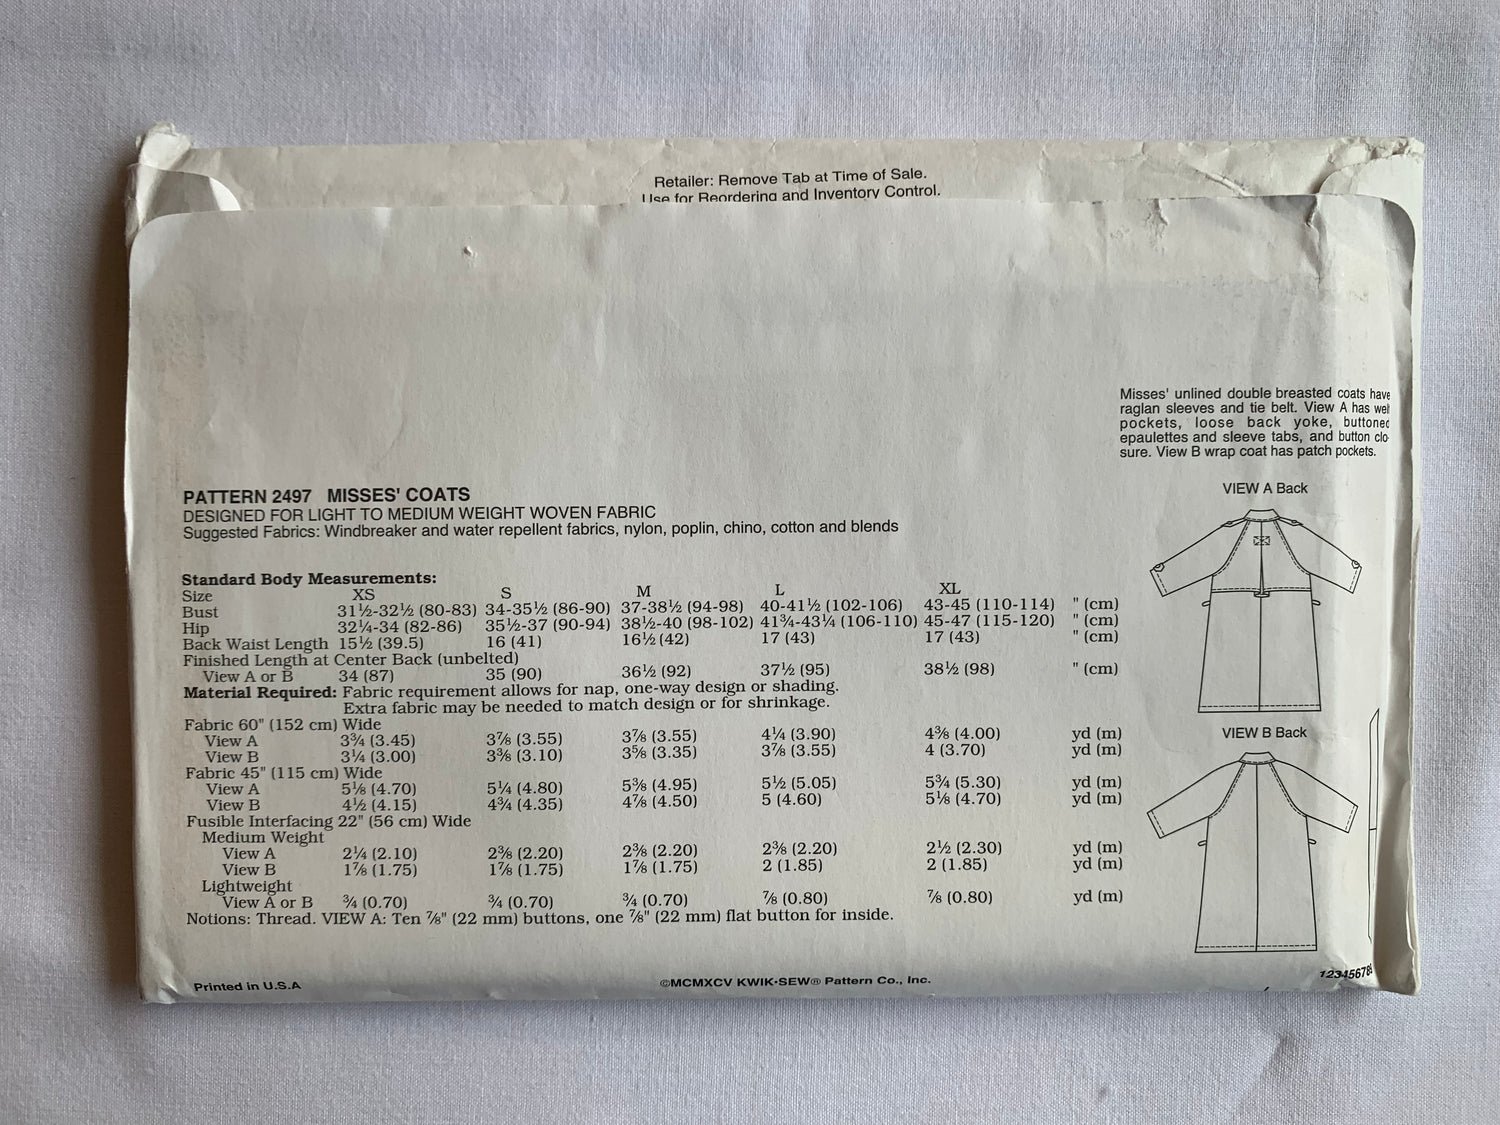 Retailer: Remove Tab at Time of Sale.
Use for Reordering and Inventory Control.
Misses' unlined double breasted coats have
raglan sleeves and tie belt. View A has welt
pockets, loose back yoke, buttoned
epaulettes and sleeve tabs, and button clo-
sure. View B wrap coat has patch pockets.
PATTERN 2497 MISSES' COATS
DESIGNED FOR LIGHT TO MEDIUM WEIGHT WOVEN FABRIC
Suggested Fabrics: Windbreaker and water repellent fabrics, nylon, poplin, chino, cotton and blends
VIEW A Back
Standard Body Measurements:
Size XS S M L XL
Bust 31½-32½ (80-83) 34-35½ (86-90) 37-38½ (94-98) 40-41½ (102-106) 43-45 (110-114) " (cm)
Hip 32¼-34 (82-86) 35½-37 (90-94) 38½-40 (98-102) 41¾-43¼ (106-110) 45-47 (115-120) " (cm)
Back Waist Length 15½ (39.5) 16 (41) 16½ (42) 17 (43) 17 (43) " (cm)
Finished Length at Center Back (unbelted)
View A or B 34 (87) 35 (90) 36½ (92) 37½ (95) 38½ (98) " (cm)
Material Required: Fabric requirement allows for nap, one-way design or shading.
Extra fabric may be needed to match design or for shrinkage.
Fabric 60" (152 cm) Wide
View A 3¾ (3.45) 3⅞ (3.55) 3⅞ (3.55) 4¼ (3.90) 4⅜ (4.00) yd (m)
View B 3¼ (3.00) 3⅜ (3.10) 3⅝ (3.35) 3⅞ (3.55) 4 (3.70) yd (m)
VIEW B Back
Fabric 45" (115 cm) Wide
View A 5⅛ (4.70) 5¼ (4.80) 5⅜ (4.95) 5½ (5.05) 5¾ (5.30) yd (m)
View B 4½ (4.15) 4¾ (4.35) 4⅞ (4.50) 5 (4.60) 5⅛ (4.70) yd (m)
Fusible Interfacing 22" (56 cm) Wide
Medium Weight
View A 2¼ (2.10) 2⅜ (2.20) 2⅜ (2.20) 2⅜ (2.20) 2½ (2.30) yd (m)
View B 1⅞ (1.75) 1⅞ (1.75) 1⅞ (1.75) 2 (1.85) 2 (1.85) yd (m)
Lightweight
View A or B ¾ (0.70) ¾ (0.70) ¾ (0.70) ⅞ (0.80) ⅞ (0.80) yd (m)
Notions: Thread. VIEW A: Ten ⅞" (22 mm) buttons, one ⅞" (22 mm) flat button for inside.
Printed in U.S.A
©MCMXCV KWIK·SEW® Pattern Co., Inc.
12345678